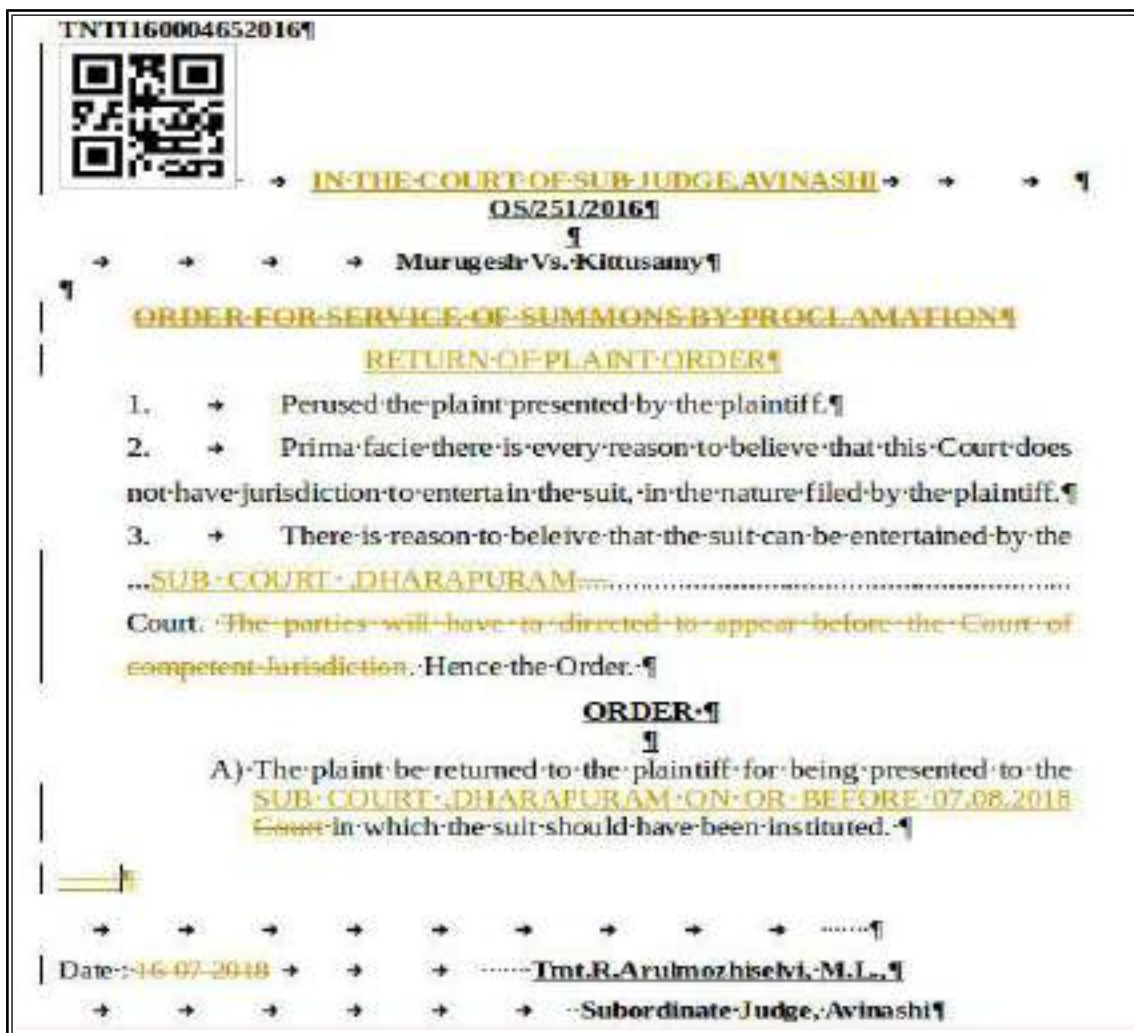 TNTI160004652016¶
IN THE COURT OF SUB JUDGE,AVINASHI ¶
OS/251/2016¶
¶
Murugesh Vs. Kittusamy¶
¶
ORDER FOR SERVICE OF SUMMONS BY PROCLAMATION¶
RETURN OF PLAINT ORDER¶
1. Perused the plaint presented by the plaintiff.¶
2. Prima facie there is every reason to believe that this Court does
not have jurisdiction to entertain the suit, in the nature filed by the plaintiff.¶
3. There is reason to beleive that the suit can be entertained by the
...SUB COURT ,DHARAPURAM
Court. The parties will have to directed to appear before the Court of
competent Jurisdiction. Hence the Order. ¶
ORDER ¶
¶
A) The plaint be returned to the plaintiff for being presented to the
SUB COURT ,DHARAPURAM ON OR BEFORE 07.08.2018
Court in which the suit should have been instituted. ¶
¶
¶
Date : 16-07-2018 Tmt.R.Arulmozhiselvi, M.L.,¶
Subordinate Judge, Avinashi¶